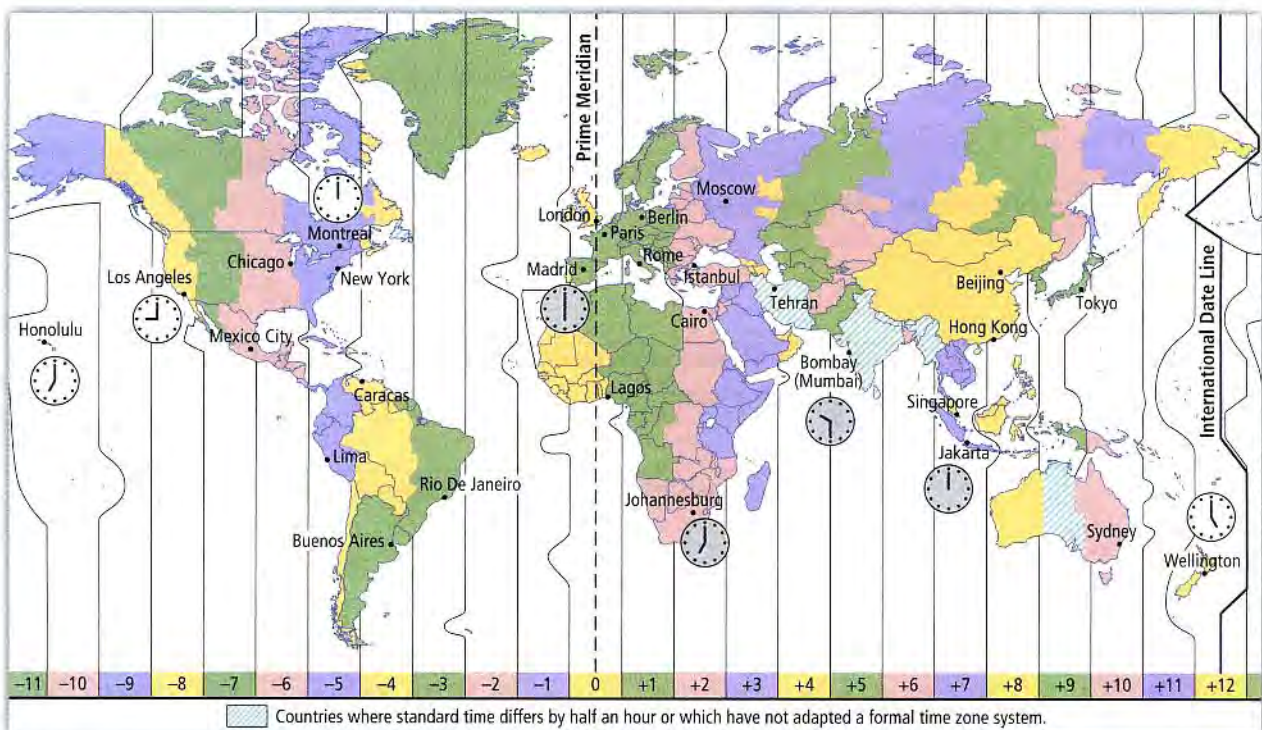 Prime Meridian
International Date Line
Moscow
London
Berlin
Paris
Montreal
Chicago
New York
Madrid
Rome
Istanbul
Los Angeles
Tehran
Beijing
Tokyo
Honolulu
Mexico City
Cairo
Hong Kong
Bombay
(Mumbai)
Caracas
Lagos
Singapore
Jakarta
Lima
Rio De Janeiro
Johannesburg
Buenos Aires
Sydney
Wellington
–11 –10 –9 –8 –7 –6 –5 –4 –3 –2 –1 0 +1 +2 +3 +4 +5 +6 +7 +8 +9 +10 +11 +12
Countries where standard time differs by half an hour or which have not adapted a formal time zone system.